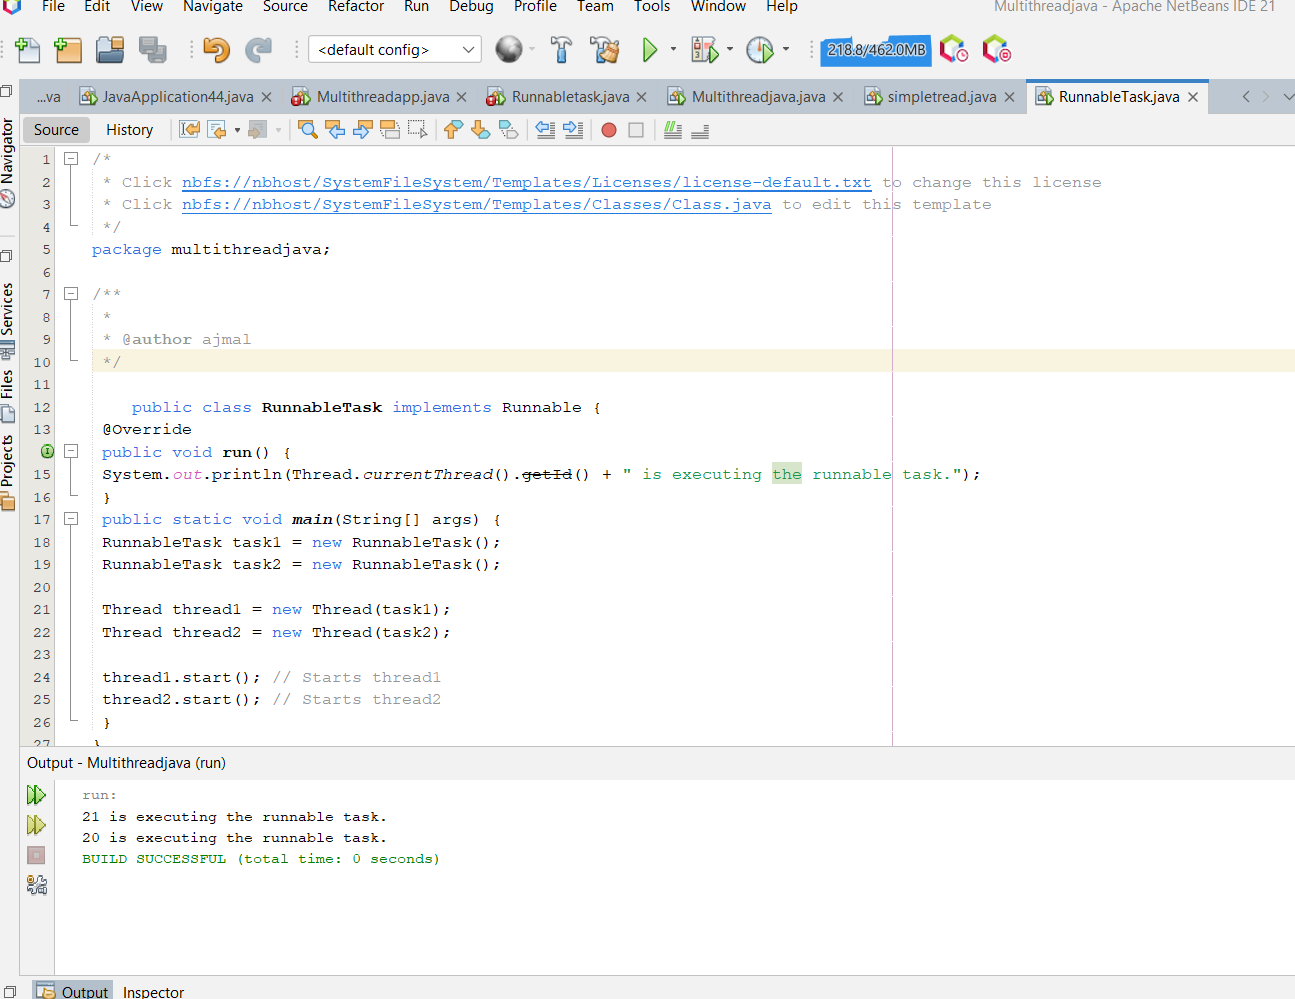 File Edit View Navigate Source Refactor Run Debug Profile Team Tools Window Help Multithreadjava - Apache NetBeans IDE 21
<default config> 218.8/462.0MB
...va JavaApplication44.java Multithreadapp.java Runnabletask.java Multithreadjava.java simpletread.java RunnableTask.java
Source History
Navigator
Services
Files
Projects
1 /*
2 * Click nbfs://nbhost/SystemFileSystem/Templates/Licenses/license-default.txt to change this license
3 * Click nbfs://nbhost/SystemFileSystem/Templates/Classes/Class.java to edit this template
4 */
5 package multithreadjava;
6
7 /**
8 *
9 * @author ajmal
10 */
11
12 public class RunnableTask implements Runnable {
13 @Override
public void run() {
15 System.out.println(Thread.currentThread().getId() + " is executing the runnable task.");
16 }
17 public static void main(String[] args) {
18 RunnableTask task1 = new RunnableTask();
19 RunnableTask task2 = new RunnableTask();
20
21 Thread thread1 = new Thread(task1);
22 Thread thread2 = new Thread(task2);
23
24 thread1.start(); // Starts thread1
25 thread2.start(); // Starts thread2
26 }
27 }
Output - Multithreadjava (run)
run:
21 is executing the runnable task.
20 is executing the runnable task.
BUILD SUCCESSFUL (total time: 0 seconds)
Output Inspector